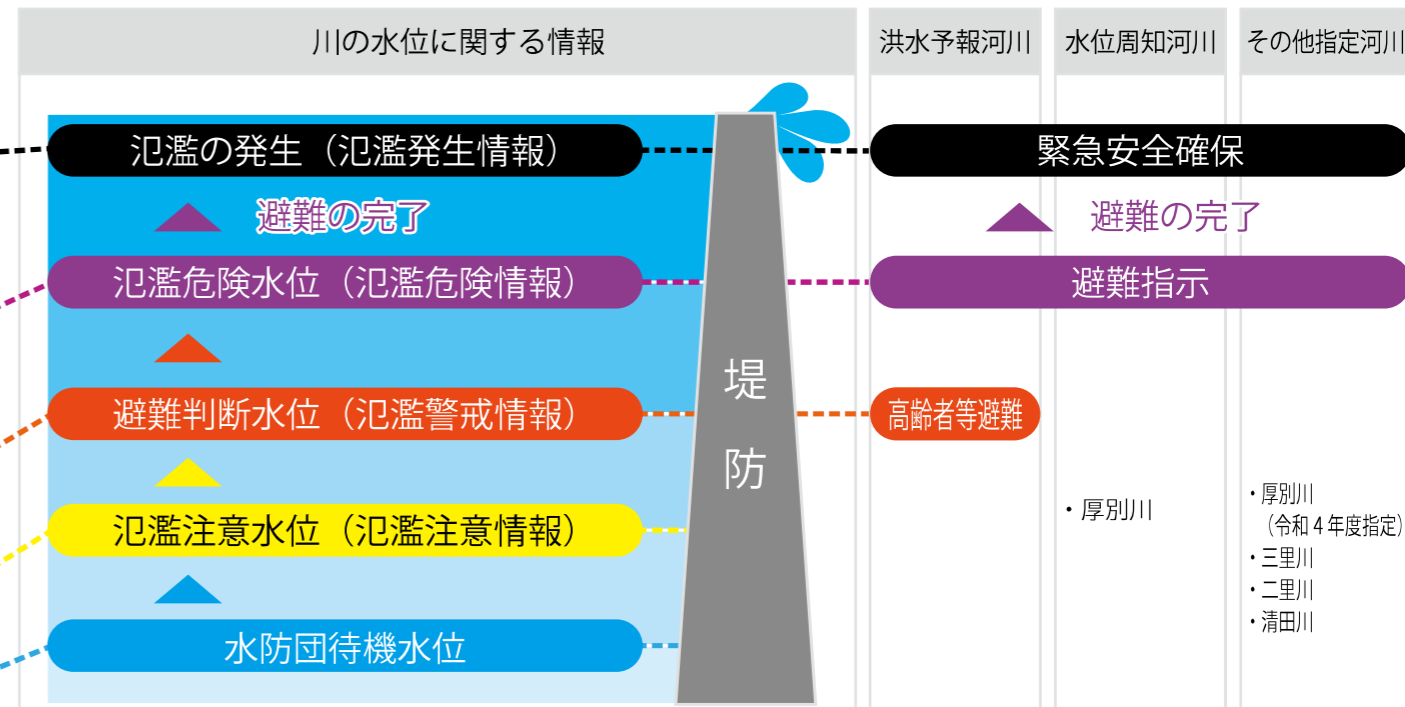 川の水位に関する情報
洪水予報河川
水位周知河川
その他指定河川
氾濫の発生（氾濫発生情報）
緊急安全確保
避難の完了
避難の完了
氾濫危険水位（氾濫危険情報）
避難指示
避難判断水位（氾濫警戒情報）
高齢者等避難
氾濫注意水位（氾濫注意情報）
水防団待機水位
堤防
・厚別川
・厚別川
（令和４年度指定）
・三里川
・二里川
・清田川